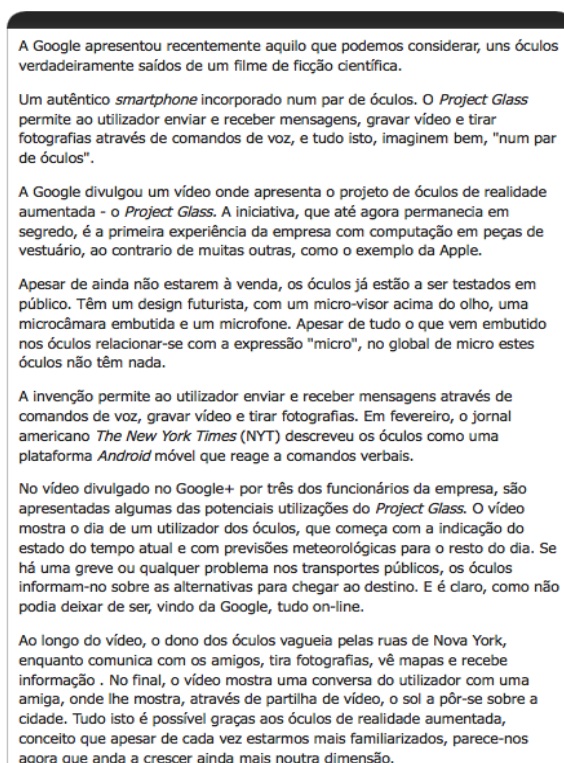 A Google apresentou recentemente aquilo que podemos considerar, uns óculos
verdadeiramente saídos de um filme de ficção científica.
Um autêntico smartphone incorporado num par de óculos. O Project Glass
permite ao utilizador enviar e receber mensagens, gravar vídeo e tirar
fotografias através de comandos de voz, e tudo isto, imaginem bem, "num par
de óculos".
A Google divulgou um vídeo onde apresenta o projeto de óculos de realidade
aumentada - o Project Glass. A iniciativa, que até agora permanecia em
segredo, é a primeira experiência da empresa com computação em peças de
vestuário, ao contrario de muitas outras, como o exemplo da Apple.
Apesar de ainda não estarem à venda, os óculos já estão a ser testados em
público. Têm um design futurista, com um micro-visor acima do olho, uma
microcâmara embutida e um microfone. Apesar de tudo o que vem embutido
nos óculos relacionar-se com a expressão "micro", no global de micro estes
óculos não têm nada.
A invenção permite ao utilizador enviar e receber mensagens através de
comandos de voz, gravar vídeo e tirar fotografias. Em fevereiro, o jornal
americano The New York Times (NYT) descreveu os óculos como uma
plataforma Android móvel que reage a comandos verbais.
No vídeo divulgado no Google+ por três dos funcionários da empresa, são
apresentadas algumas das potenciais utilizações do Project Glass. O vídeo
mostra o dia de um utilizador dos óculos, que começa com a indicação do
estado do tempo atual e com previsões meteorológicas para o resto do dia. Se
há uma greve ou qualquer problema nos transportes públicos, os óculos
informam-no sobre as alternativas para chegar ao destino. E é claro, como não
podia deixar de ser, vindo da Google, tudo on-line.
Ao longo do vídeo, o dono dos óculos vagueia pelas ruas de Nova York,
enquanto comunica com os amigos, tira fotografias, vê mapas e recebe
informação . No final, o vídeo mostra uma conversa do utilizador com uma
amiga, onde lhe mostra, através de partilha de vídeo, o sol a pôr-se sobre a
cidade. Tudo isto é possível graças aos óculos de realidade aumentada,
conceito que apesar de cada vez estarmos mais familiarizados, parece-nos
agora que anda a crescer ainda mais noutra dimensão.